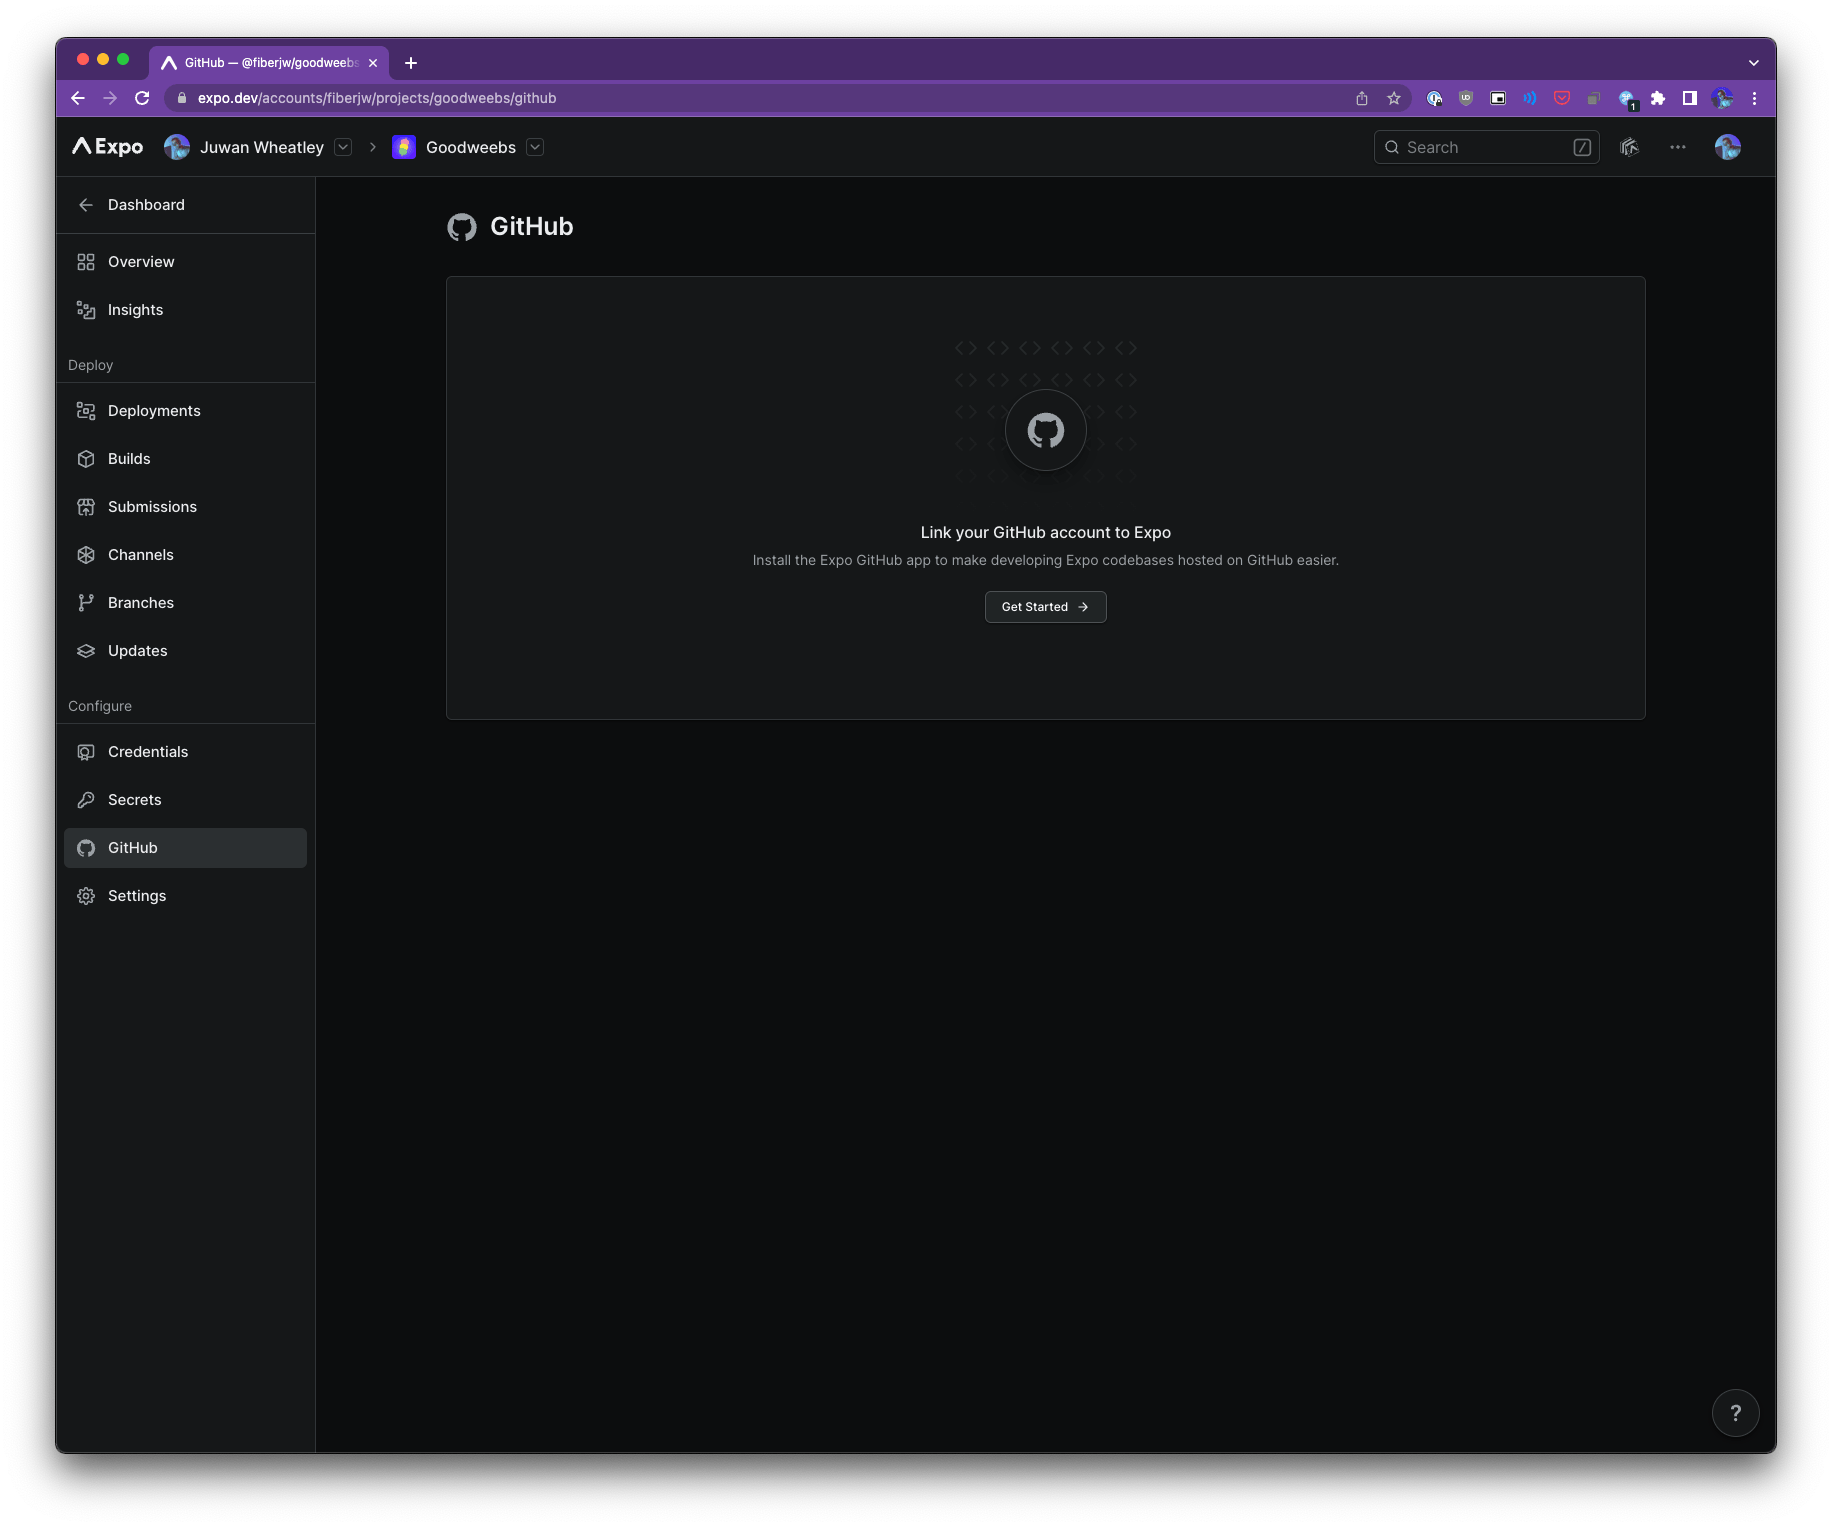 GitHub — @fiberjw/goodweebs
expo.dev/accounts/fiberjw/projects/goodweebs/github
1
Expo
Juwan Wheatley
Goodweebs
Search
/
Dashboard
Overview
Insights
Deploy
Deployments
Builds
Submissions
Channels
Branches
Updates
Configure
Credentials
Secrets
GitHub
Settings
GitHub
Link your GitHub account to Expo
Install the Expo GitHub app to make developing Expo codebases hosted on GitHub easier.
Get Started
?